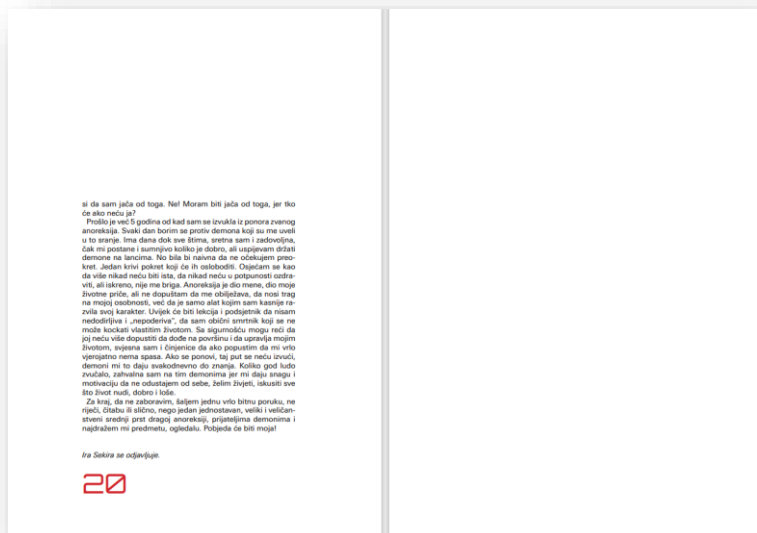 si da sam jača od toga. Ne! Moram biti jača od toga, jer tko
će ako neću ja?
Prošlo je već 5 godina od kad sam se izvukla iz ponora zvanog
anoreksija. Svaki dan borim se protiv demona koji su me uveli
u to sranje. Ima dana dok sve štima, sretna sam i zadovoljna,
čak mi postane i sumnjivo koliko je dobro, ali uspijevam držati
demone na lancima. No bila bi naivna da ne očekujem preo-
kret. Jedan krivi pokret koji će ih osloboditi. Osjećam se kao
da više nikad neću biti ista, da nikad neću u potpunosti ozdra-
viti, ali iskreno, nije me briga. Anoreksija je dio mene, dio moje
životne priče, ali ne dopuštam da me obilježava, da nosi trag
na mojoj osobnosti, već da je samo alat kojim sam kasnije ra-
zvila svoj karakter. Uvijek će biti lekcija i podsjetnik da nisam
nedodirljiva i „nepoderiva“, da sam obični smrtnik koji se ne
može kockati vlastitim životom. Sa sigurnošću mogu reći da
joj neću više dopustiti da dođe na površinu i da upravlja mojim
životom, svjesna sam i činjenice da ako popustim da mi vrlo
vjerojatno nema spasa. Ako se ponovi, taj put se neću izvući,
demoni mi to daju svakodnevno do znanja. Koliko god ludo
zvučalo, zahvalna sam na tim demonima jer mi daju snagu i
motivaciju da ne odustajem od sebe, želim živjeti, iskusiti sve
što život nudi, dobro i loše.
Za kraj, da ne zaboravim, šaljem jednu vrlo bitnu poruku, ne
riječi, čitabu ili slično, nego jedan jednostavan, veliki i veličan-
stveni srednji prst dragoj anoreksiji, prijateljima demonima i
najdražem mi predmetu, ogledalu. Pobjeda će biti moja!
Ira Sekira se odjavljuje.
20